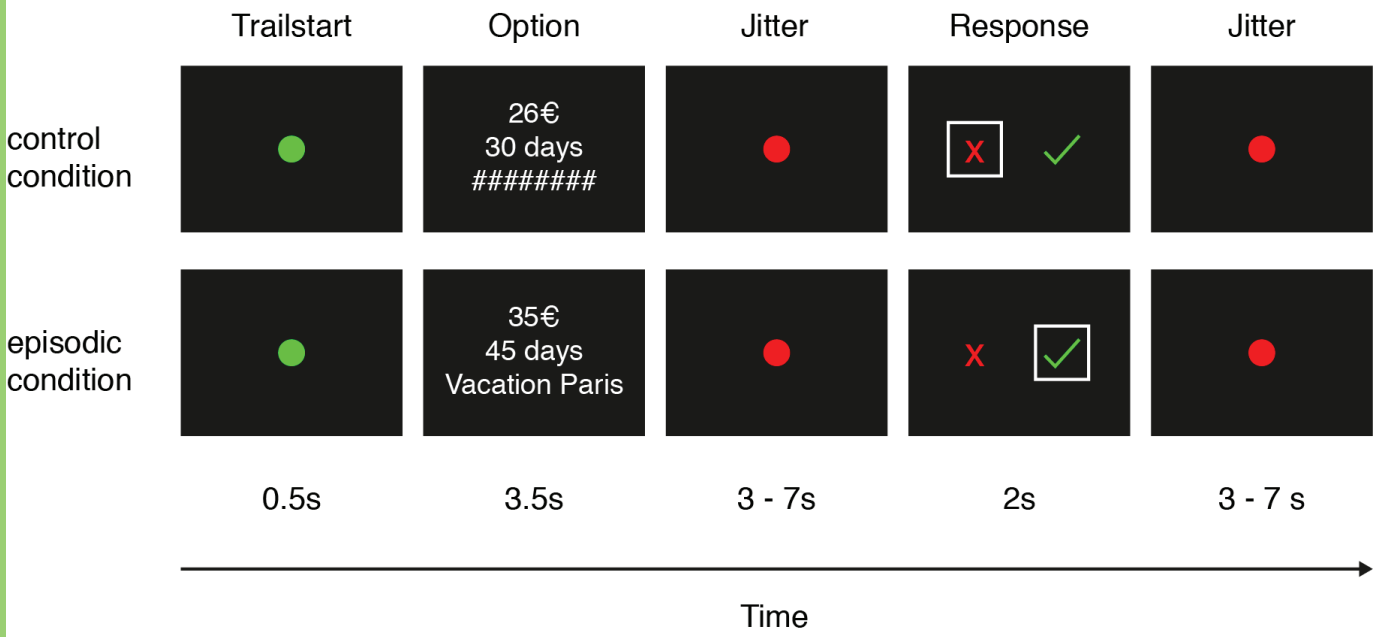 Trailstart Option Jitter Response Jitter
control
condition
26€
30 days
########
x ✓
episodic
condition
35€
45 days
Vacation Paris
x ✓
0.5s 3.5s 3 - 7s 2s 3 - 7 s
Time